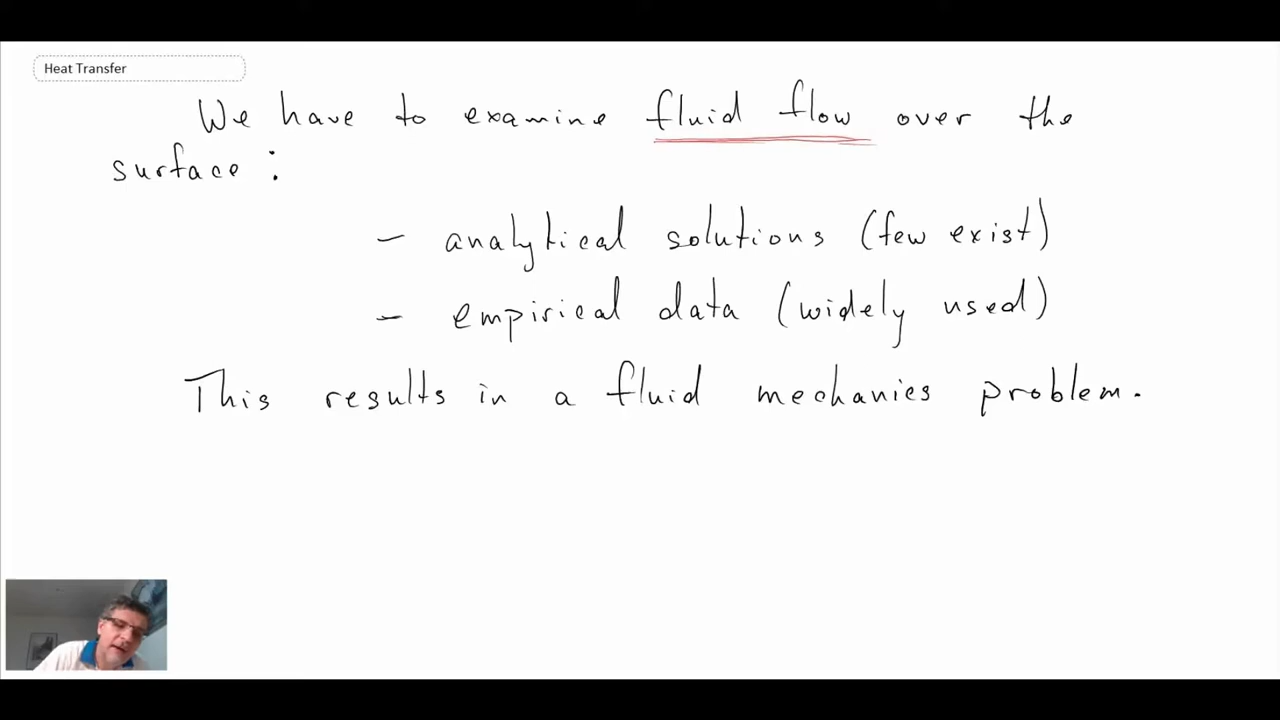 Heat Transfer
We have to examine fluid flow over the
surface:
- analytical solutions (few exist)
- empirical data (widely used)
This results in a fluid mechanics problem.